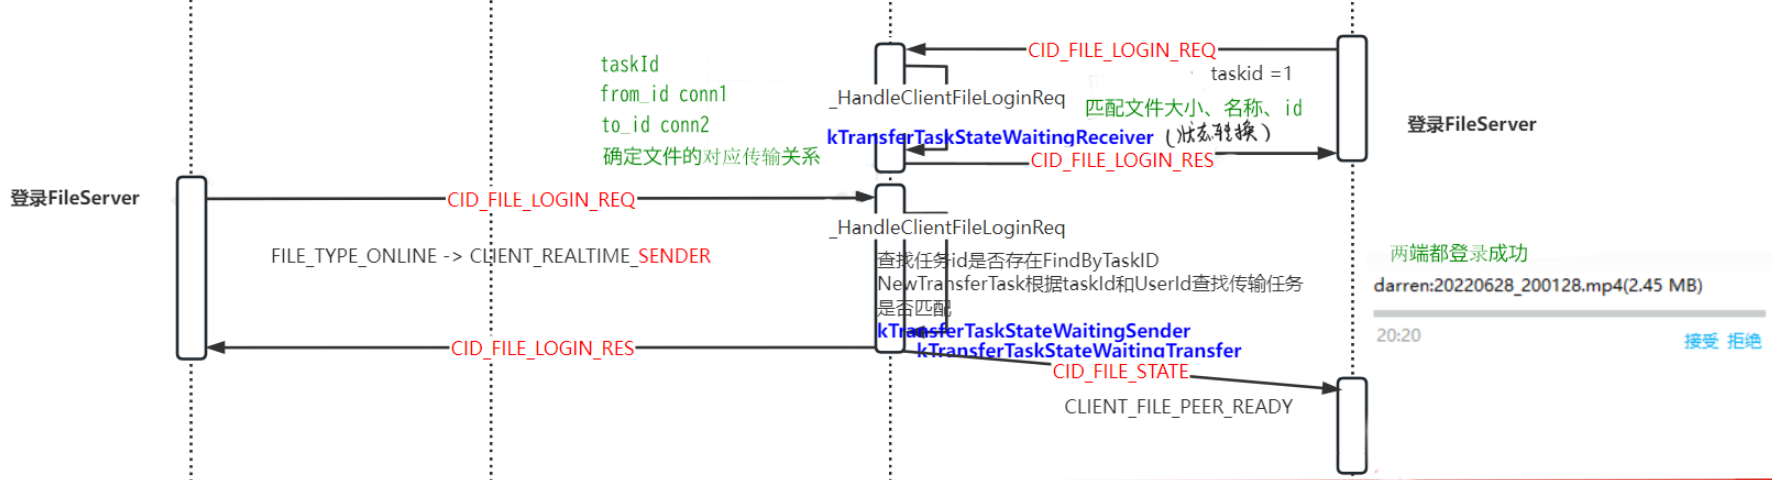 CID_FILE_LOGIN_REQ
taskId
taskid =1
from_id conn1
_HandleClientFileLoginReq
匹配文件大小、名称、id
to_id conn2
kTransferTaskStateWaitingReceiver
(状态转换)
登录FileServer
确定文件的对应传输关系
CID_FILE_LOGIN_RES
登录FileServer
CID_FILE_LOGIN_REQ
_HandleClientFileLoginReq
FILE_TYPE_ONLINE -> CLIENT_REALTIME_SENDER
查找任务id是否存在FindByTaskID
NewTransferTask根据taskId和UserId查找传输任务
是否匹配
两端都登录成功
darren:20220628_200128.mp4(2.45 MB)
20:20
接受 拒绝
kTransferTaskStateWaitingSender
kTransferTaskStateWaitingTransfer
CID_FILE_LOGIN_RES
CID_FILE_STATE
CLIENT_FILE_PEER_READY